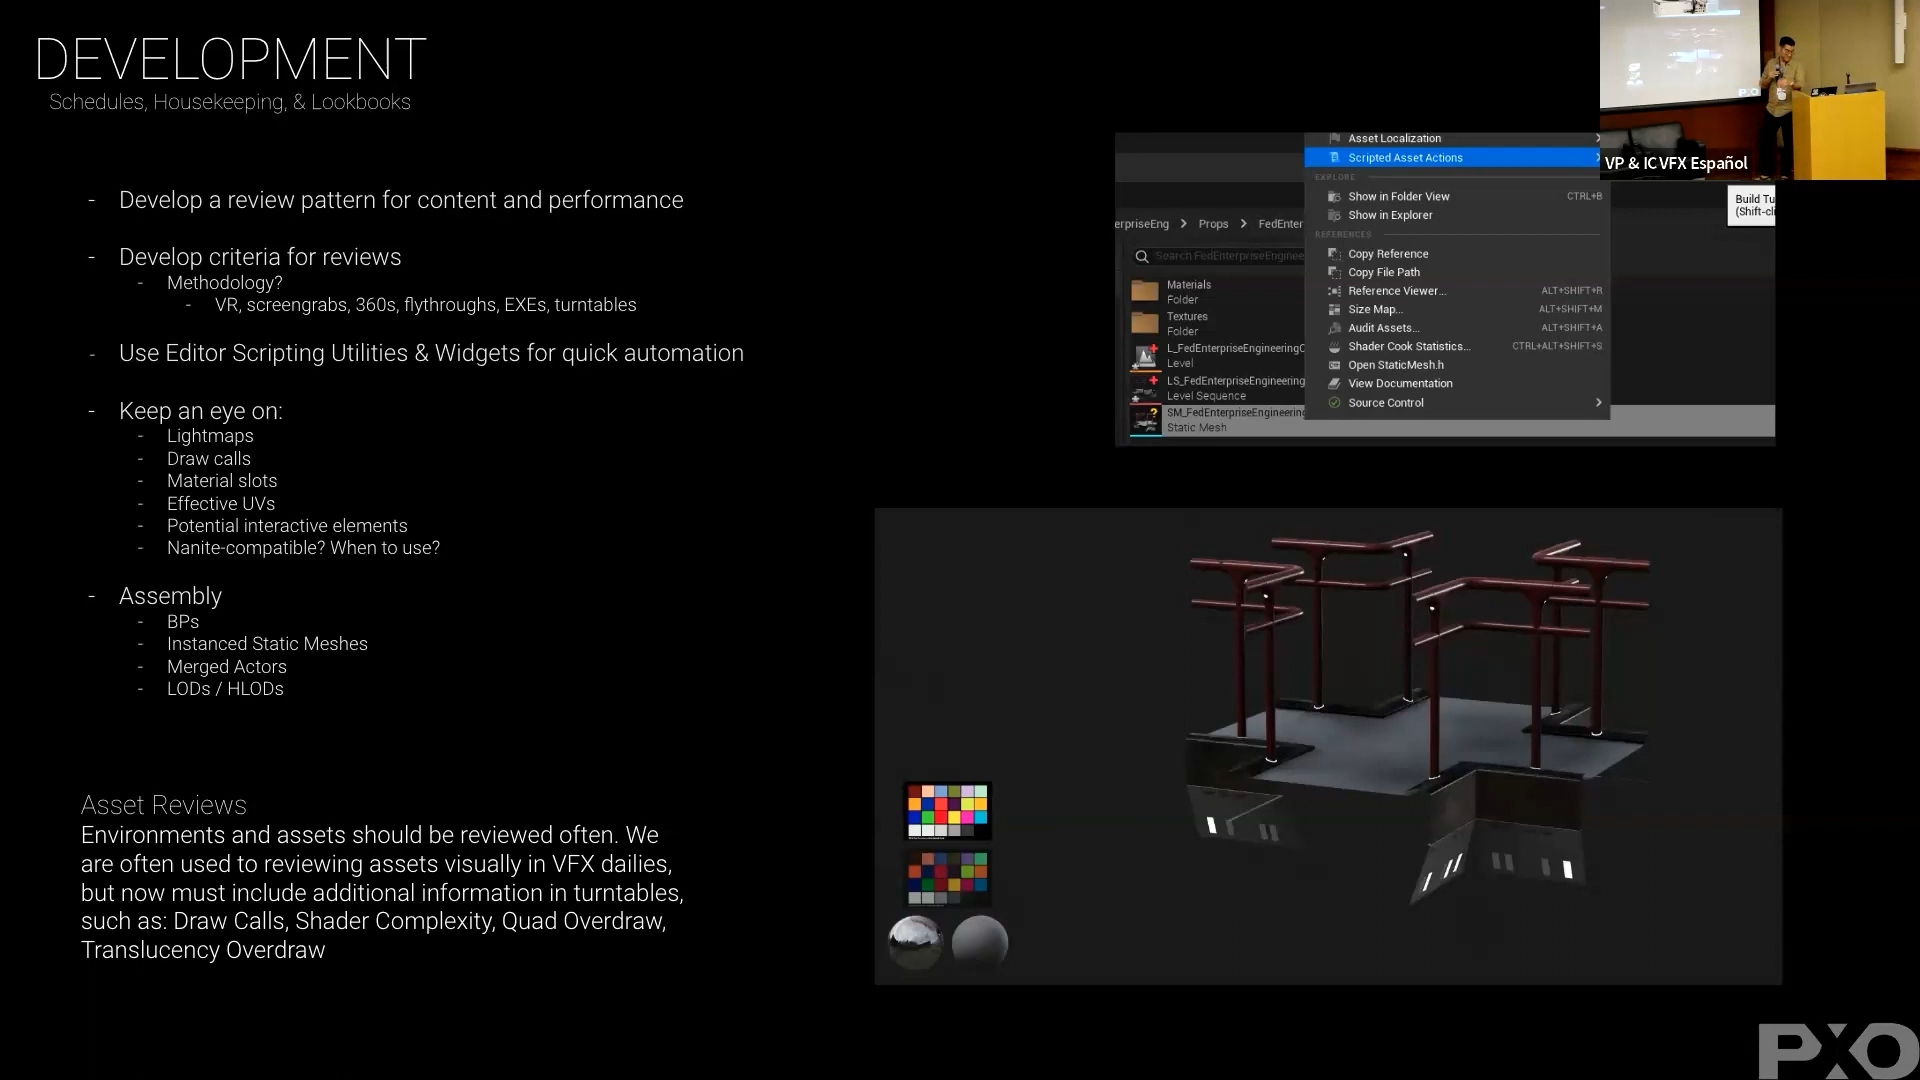 DEVELOPMENT
Schedules, Housekeeping, & Lookbooks
- Develop a review pattern for content and performance
- Develop criteria for reviews
- Methodology?
- VR, screengrabs, 360s, flythroughs, EXEs, turntables
- Use Editor Scripting Utilities & Widgets for quick automation
- Keep an eye on:
- Lightmaps
- Draw calls
- Material slots
- Effective UVs
- Potential interactive elements
- Nanite-compatible? When to use?
- Assembly
- BPs
- Instanced Static Meshes
- Merged Actors
- LODs / HLODs
Asset Reviews
Environments and assets should be reviewed often. We
are often used to reviewing assets visually in VFX dailies,
but now must include additional information in turntables,
such as: Draw Calls, Shader Complexity, Quad Overdraw,
Translucency Overdraw
Asset Localization
Scripted Asset Actions
EXPLORE
Show in Folder View CTRL+B
Show in Explorer
REFERENCES
Copy Reference
Copy File Path
Reference Viewer... ALT+SHIFT+R
Size Map... ALT+SHIFT+M
Audit Assets... ALT+SHIFT+A
Shader Cook Statistics... CTRL+ALT+SHIFT+S
Open StaticMesh.h
View Documentation
Source Control
erpriseEng > Props > FedEnter
Search FedEnterpriseEnginee
Materials
Folder
Textures
Folder
L_FedEnterpriseEngineeringC
Level
LS_FedEnterpriseEngineering
Level Sequence
SM_FedEnterpriseEngineering
Static Mesh
Build Tu
(Shift-cli
VP & ICVFX Español
PXO
PXO